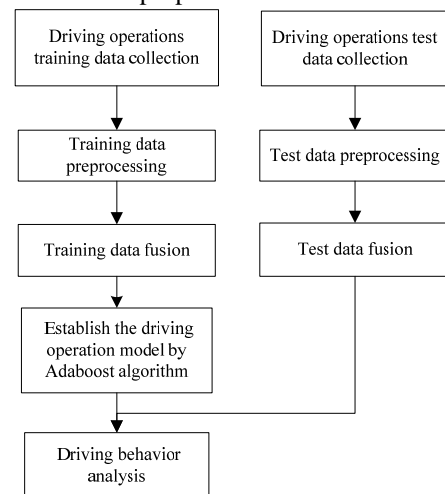 Driving operations
training data collection
Driving operations test
data collection
Training data
preprocessing
Test data preprocessing
Training data fusion
Test data fusion
Establish the driving
operation model by
Adaboost algorithm
Driving behavior
analysis